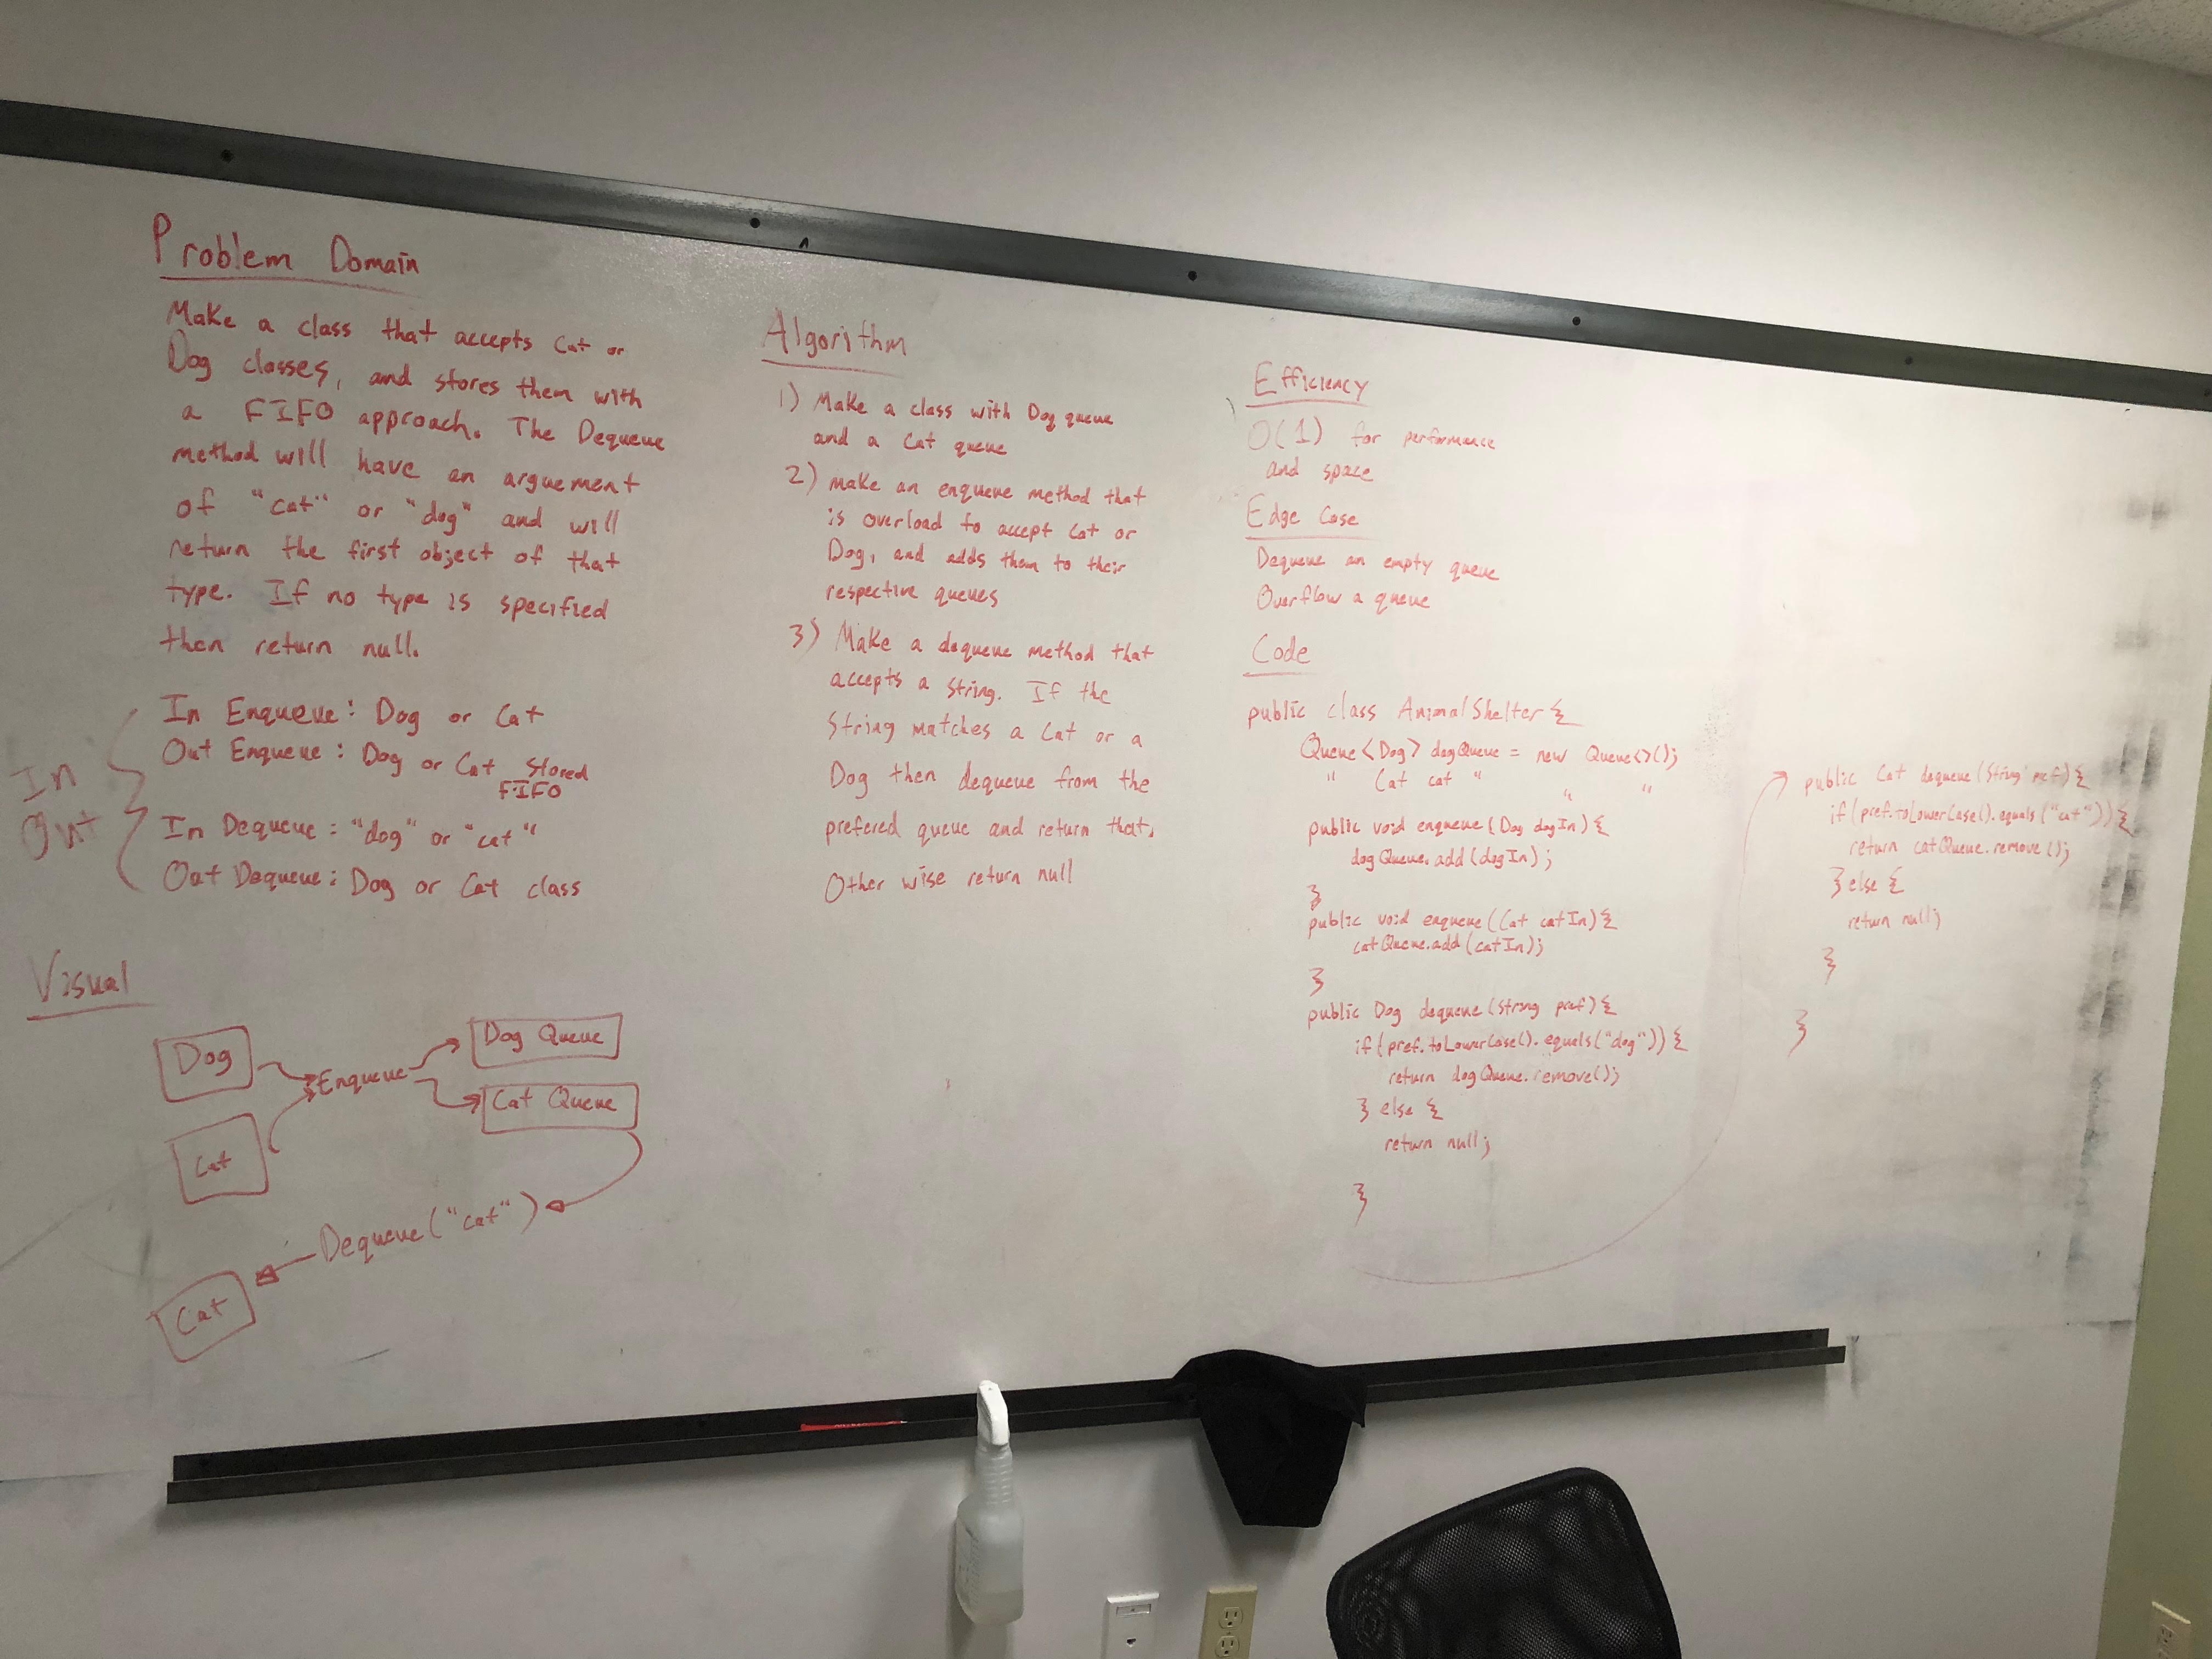 Problem Domain
Make a class that accepts Cat or
Dog classes, and stores them with
a FIFO approach. The Dequeue
method will have an arguement
of "cat" or "dog" and will
return the first object of that
type. If no type is specified
then return null.
In
Out
In Enqueue: Dog or Cat
Out Enqueue: Dog or Cat Stored
FIFO
In Dequeue: "dog" or "cat"
Out Dequeue: Dog or Cat class
Visual
Dog
Cat
Enqueue
Dog Queue
Cat Queue
Dequeue("cat")
Cat
Algorithm
1) Make a class with Dog queue
and a Cat queue
2) make an enqueue method that
is overload to accept Cat or
Dog, and adds them to their
respective queues
3) Make a dequeue method that
accepts a String. If the
String matches a Cat or a
Dog then dequeue from the
prefered queue and return that.
Other wise return null
Efficiency
O(1) for performance
and space
Edge Case
Dequeue an empty queue
Overflow a queue
Code
public class AnimalShelter {
Queue<Dog> dogQueue = new Queue<>();
" Cat cat " " "
public void enqueue(Dog dogIn) {
dogQueue.add(dogIn);
}
public void enqueue(Cat catIn) {
catQueue.add(catIn);
}
public Dog dequeue(String pref) {
if(pref.toLowerCase().equals("dog")) {
return dogQueue.remove();
} else {
return null;
}
public Cat dequeue(String pref) {
if(pref.toLowerCase().equals("cat")) {
return catQueue.remove();
} else {
return null;
}
}